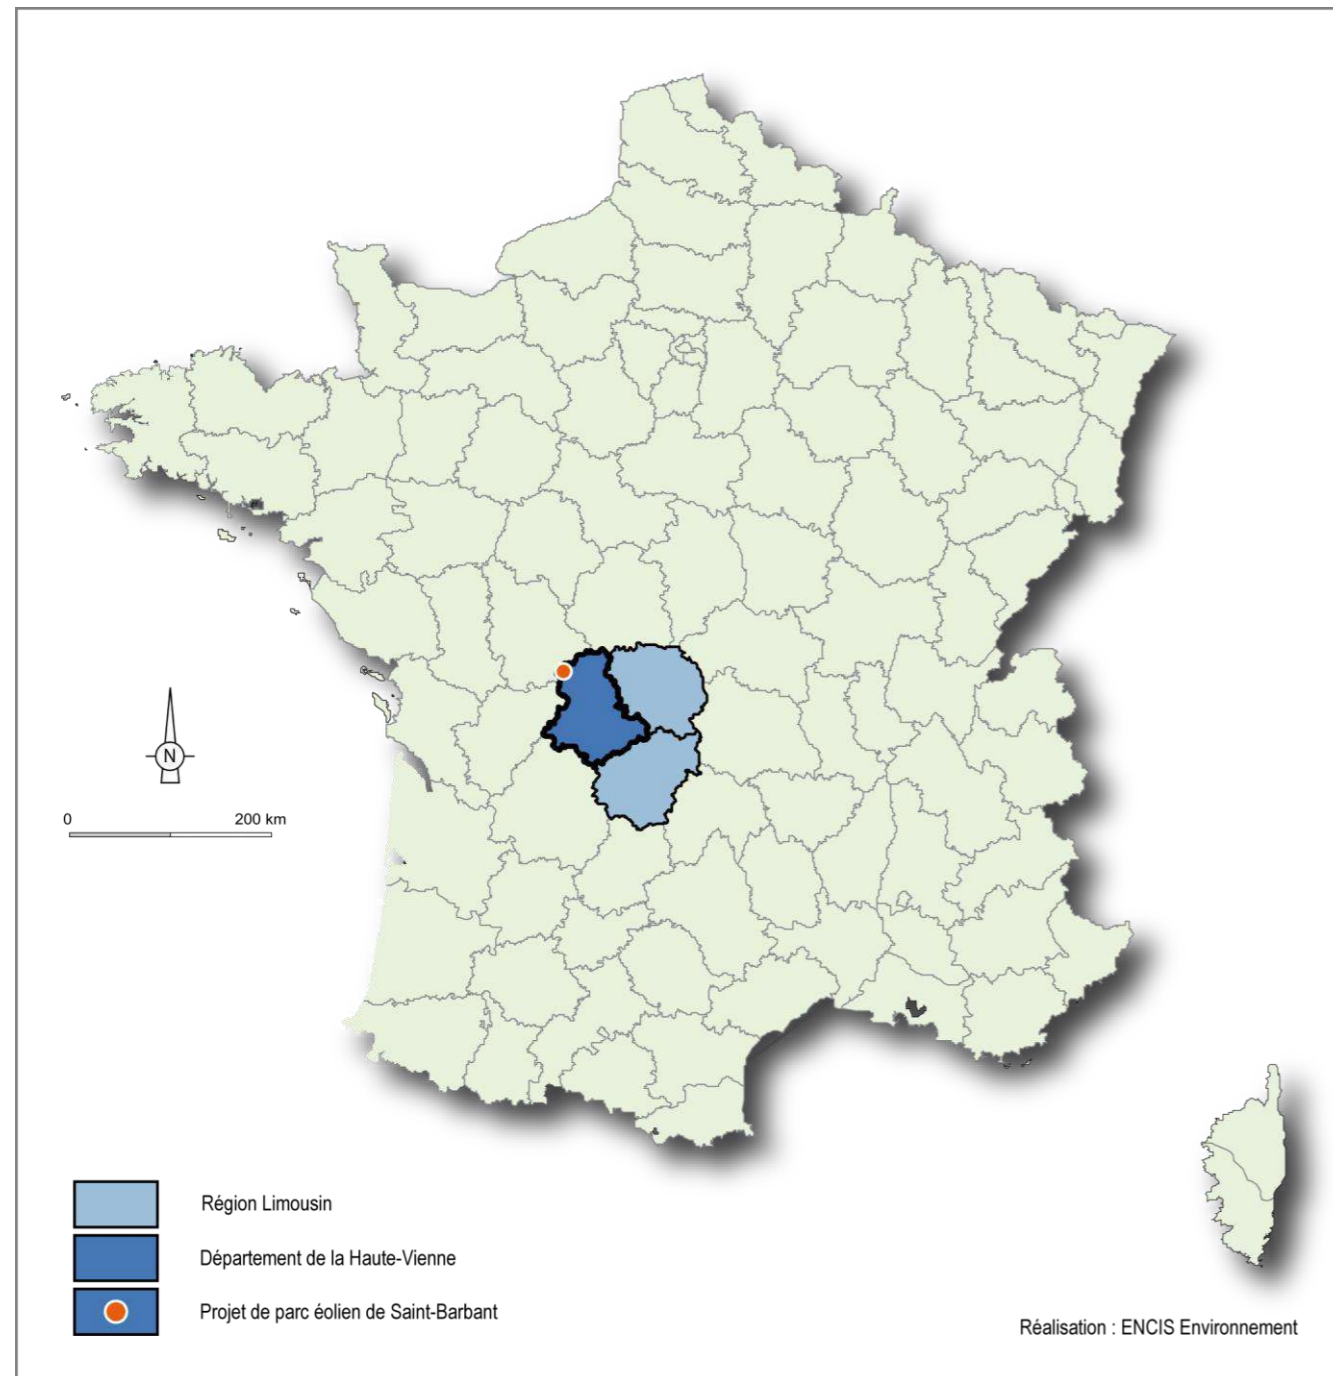 N
0 200 km
Région Limousin
Département de la Haute-Vienne
Projet de parc éolien de Saint-Barbant
Réalisation : ENCIS Environnement